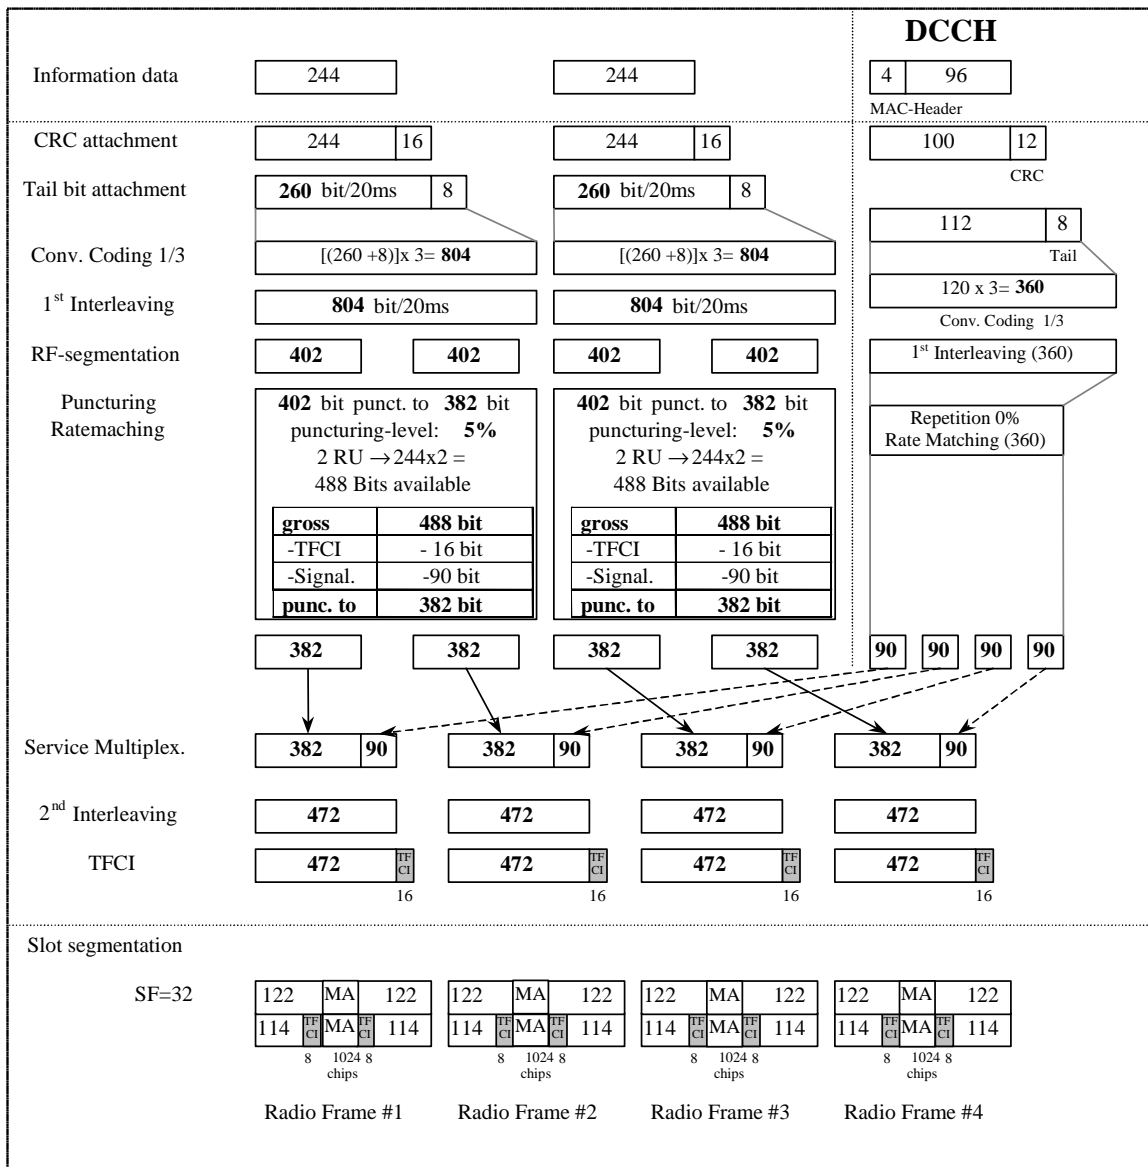 DCCH
Information data 244 244 4 96
MAC-Header
CRC attachment 244 16 244 16 100 12
CRC
Tail bit attachment 260 bit/20ms 8 260 bit/20ms 8
112 8
Tail
Conv. Coding 1/3 [(260 +8)]x 3= 804 [(260 +8)]x 3= 804
120 x 3= 360
Conv. Coding 1/3
1st Interleaving 804 bit/20ms 804 bit/20ms
RF-segmentation 402 402 402 402 1st Interleaving (360)
Puncturing
Ratemaching
402 bit punct. to 382 bit
puncturing-level: 5%
2 RU →244x2 =
488 Bits available
gross 488 bit
-TFCI - 16 bit
-Signal. -90 bit
punc. to 382 bit
402 bit punct. to 382 bit
puncturing-level: 5%
2 RU →244x2 =
488 Bits available
gross 488 bit
-TFCI - 16 bit
-Signal. -90 bit
punc. to 382 bit
Repetition 0%
Rate Matching (360)
382 382 382 382 90 90 90 90
Service Multiplex. 382 90 382 90 382 90 382 90
2nd Interleaving 472 472 472 472
TFCI 472 TF CI 472 TF CI 472 TF CI 472 TF CI
16 16 16 16
Slot segmentation
SF=32 122 MA 122 122 MA 122 122 MA 122 122 MA 122
114 TF CI MA TF CI 114 114 TF CI MA TF CI 114 114 TF CI MA TF CI 114 114 TF CI MA TF CI 114
8 1024 8 8 1024 8 8 1024 8 8 1024 8
chips chips chips chips
Radio Frame #1 Radio Frame #2 Radio Frame #3 Radio Frame #4